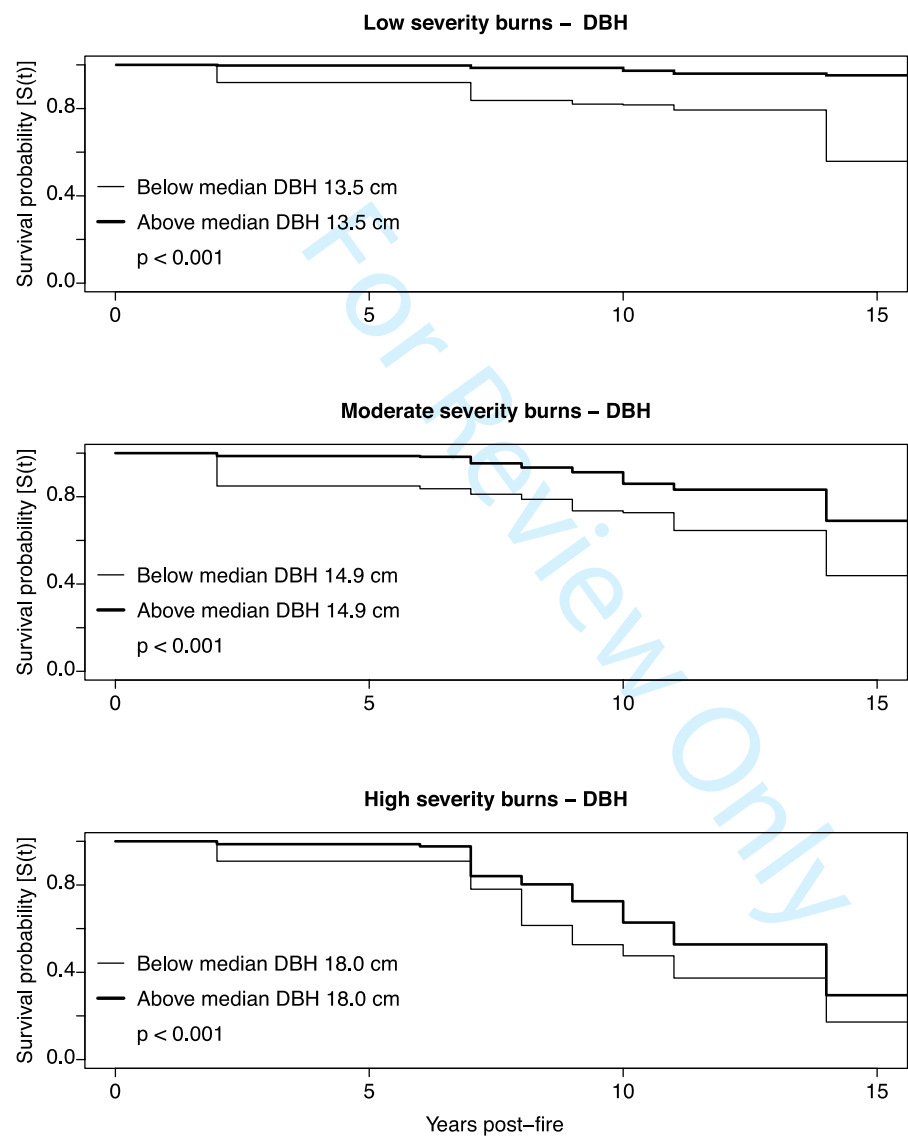 Low severity burns – DBH
Survival probability [S(t)]
0.8
0.4
0.0
Below median DBH 13.5 cm
Above median DBH 13.5 cm
p < 0.001
0 5 10 15
Moderate severity burns – DBH
Survival probability [S(t)]
0.8
0.4
0.0
Below median DBH 14.9 cm
Above median DBH 14.9 cm
p < 0.001
0 5 10 15
High severity burns – DBH
Survival probability [S(t)]
0.8
0.4
0.0
Below median DBH 18.0 cm
Above median DBH 18.0 cm
p < 0.001
0 5 10 15
Years post–fire
For Review Only